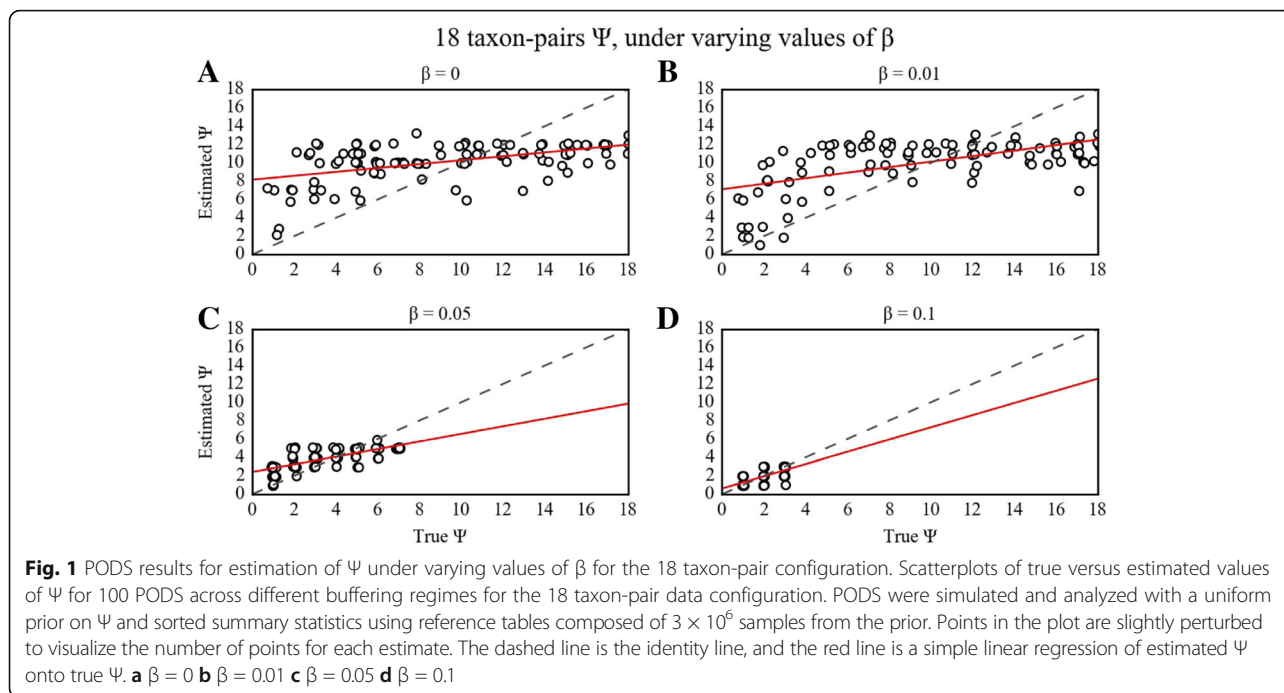 18 taxon-pairs Ψ, under varying values of β
A
β = 0
18
16
14
12
10
8
6
4
2
0
Estimated Ψ
0 2 4 6 8 10 12 14 16 18
B
β = 0.01
18
16
14
12
10
8
6
4
2
0
0 2 4 6 8 10 12 14 16 18
C
β = 0.05
18
16
14
12
10
8
6
4
2
0
Estimated Ψ
0 2 4 6 8 10 12 14 16 18
True Ψ
D
β = 0.1
18
16
14
12
10
8
6
4
2
0
0 2 4 6 8 10 12 14 16 18
True Ψ
Fig. 1 PODS results for estimation of Ψ under varying values of β for the 18 taxon-pair configuration. Scatterplots of true versus estimated values
of Ψ for 100 PODS across different buffering regimes for the 18 taxon-pair data configuration. PODS were simulated and analyzed with a uniform
prior on Ψ and sorted summary statistics using reference tables composed of 3 × 10⁶ samples from the prior. Points in the plot are slightly perturbed
to visualize the number of points for each estimate. The dashed line is the identity line, and the red line is a simple linear regression of estimated Ψ
onto true Ψ. a β = 0 b β = 0.01 c β = 0.05 d β = 0.1